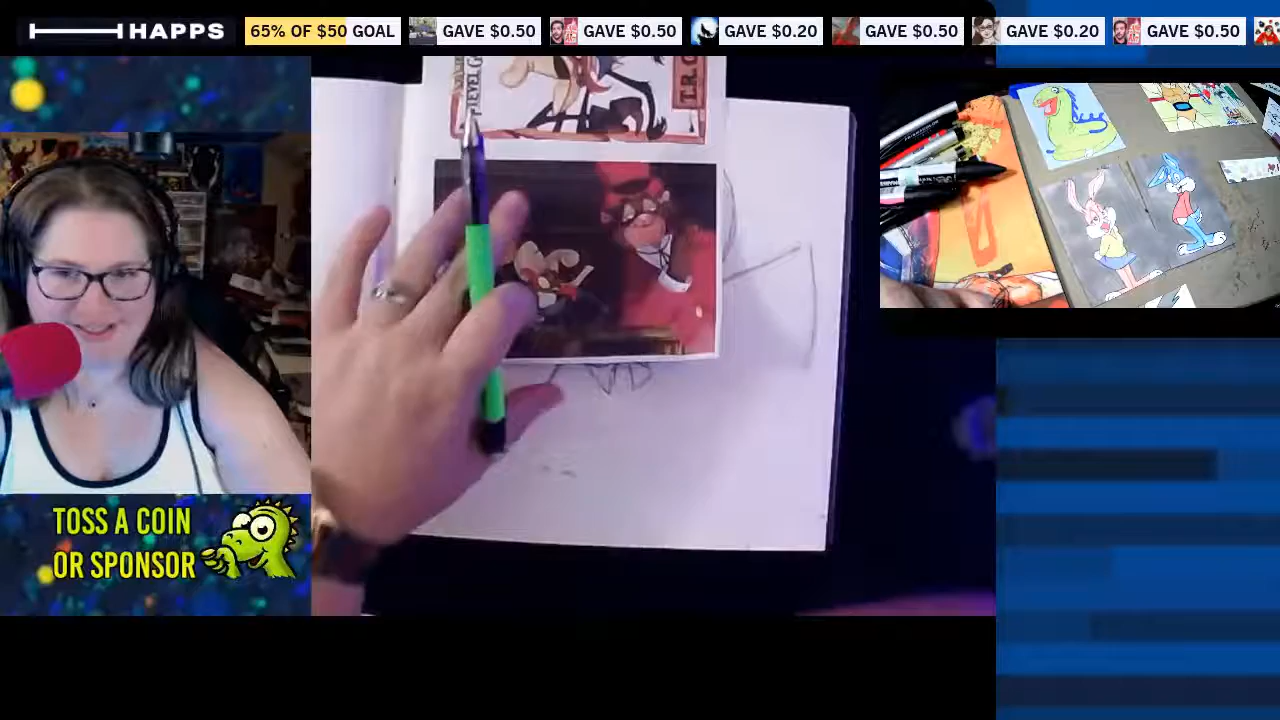 HAPPS
65% OF $50 GOAL
GAVE $0.50
GAVE $0.50
GAVE $0.20
GAVE $0.50
GAVE $0.20
GAVE $0.50
LEVEL
T.R.
TOSS A COIN
OR SPONSOR